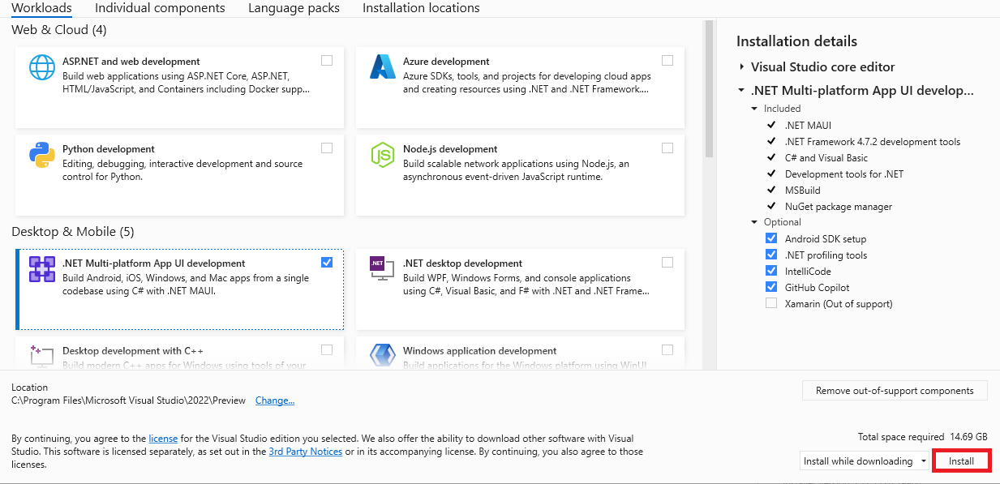 Workloads Individual components Language packs Installation locations
Web & Cloud (4)
ASP.NET and web development
Build web applications using ASP.NET Core, ASP.NET,
HTML/JavaScript, and Containers including Docker supp...
Azure development
Azure SDKs, tools, and projects for developing cloud apps
and creating resources using .NET and .NET Framework....
Python development
Editing, debugging, interactive development and source
control for Python.
JS
Node.js development
Build scalable network applications using Node.js, an
asynchronous event-driven JavaScript runtime.
Desktop & Mobile (5)
.NET Multi-platform App UI development
Build Android, iOS, Windows, and Mac apps from a single
codebase using C# with .NET MAUI.
.NET
.NET desktop development
Build WPF, Windows Forms, and console applications
using C#, Visual Basic, and F# with .NET and .NET Frame...
Desktop development with C++
Build modern C++ apps for Windows using tools of your
Windows application development
Build applications for the Windows platform using WinUI
Installation details
Visual Studio core editor
.NET Multi-platform App UI develop...
Included
.NET MAUI
.NET Framework 4.7.2 development tools
C# and Visual Basic
Development tools for .NET
MSBuild
NuGet package manager
Optional
Android SDK setup
.NET profiling tools
IntelliCode
GitHub Copilot
Xamarin (Out of support)
Location
C:\Program Files\Microsoft Visual Studio\2022\Preview Change...
Remove out-of-support components
By continuing, you agree to the license for the Visual Studio edition you selected. We also offer the ability to download other software with Visual
Studio. This software is licensed separately, as set out in the 3rd Party Notices or in its accompanying license. By continuing, you also agree to those
licenses.
Total space required 14.69 GB
Install while downloading Install